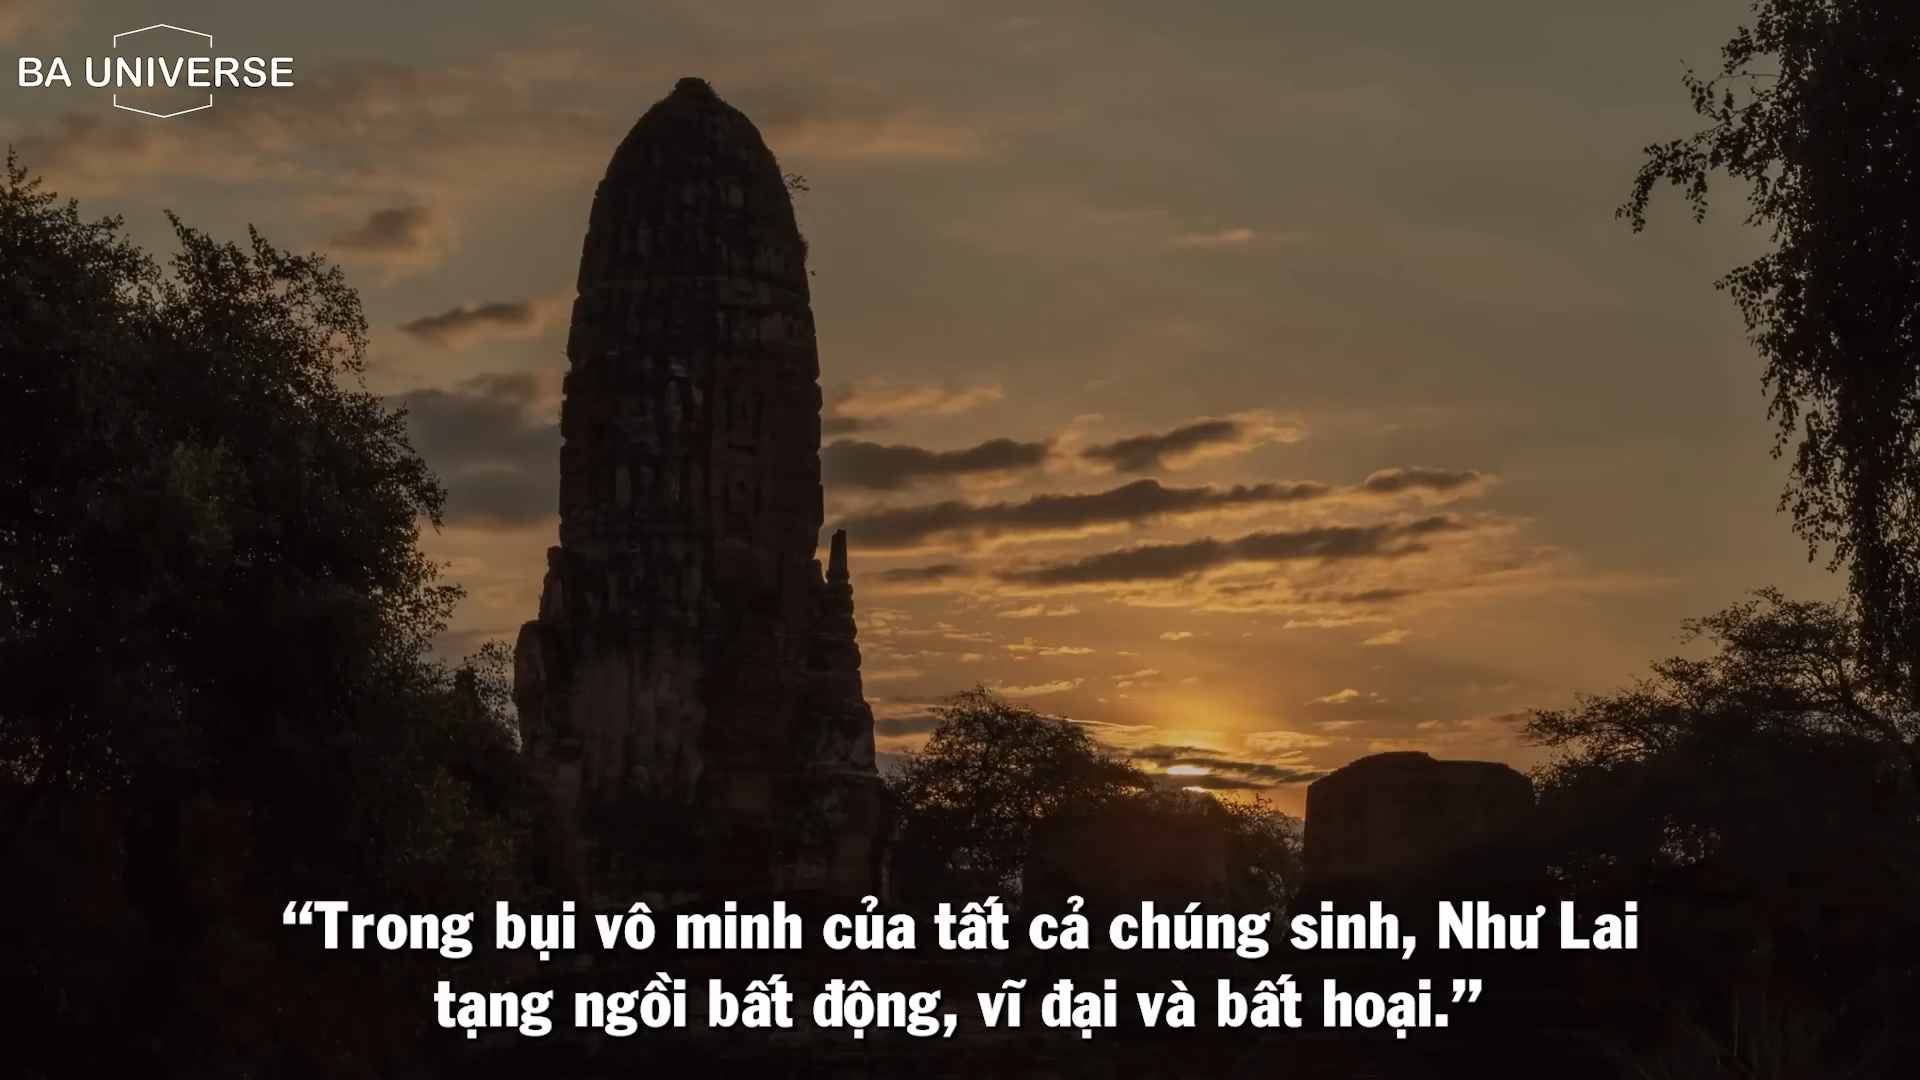 BA UNIVERSE
“Trong bụi vô minh của tất cả chúng sinh, Như Lai
tạng ngồi bất động, vĩ đại và bất hoại.”